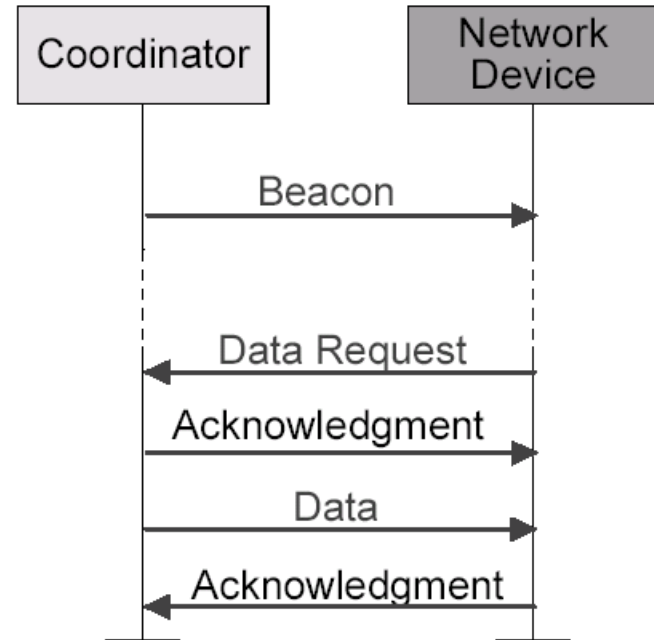 Coordinator
Network
Device
Beacon
Data Request
Acknowledgment
Data
Acknowledgment